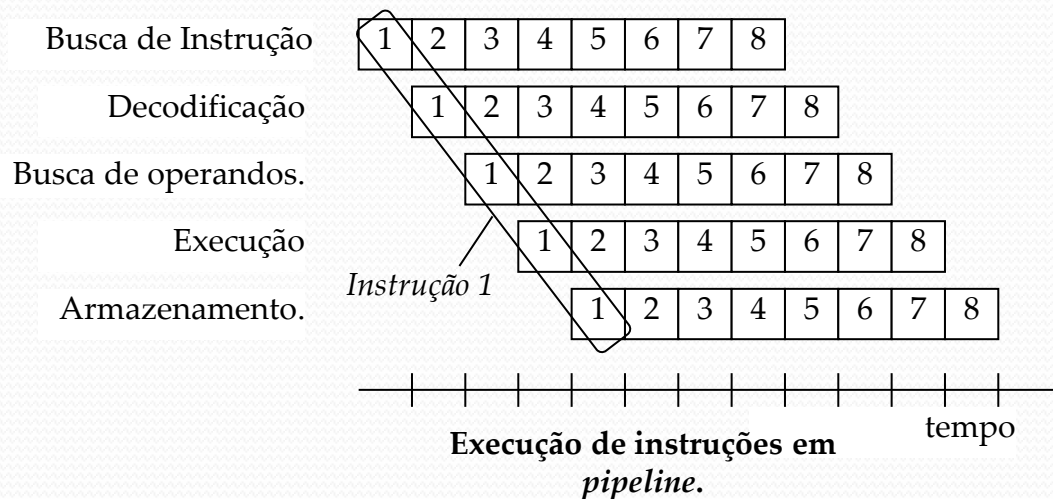 Busca de Instrução 1 2 3 4 5 6 7 8
Decodificação 1 2 3 4 5 6 7 8
Busca de operandos. 1 2 3 4 5 6 7 8
Execução 1 2 3 4 5 6 7 8
Instrução 1
Armazenamento. 1 2 3 4 5 6 7 8
tempo
Execução de instruções em
pipeline.